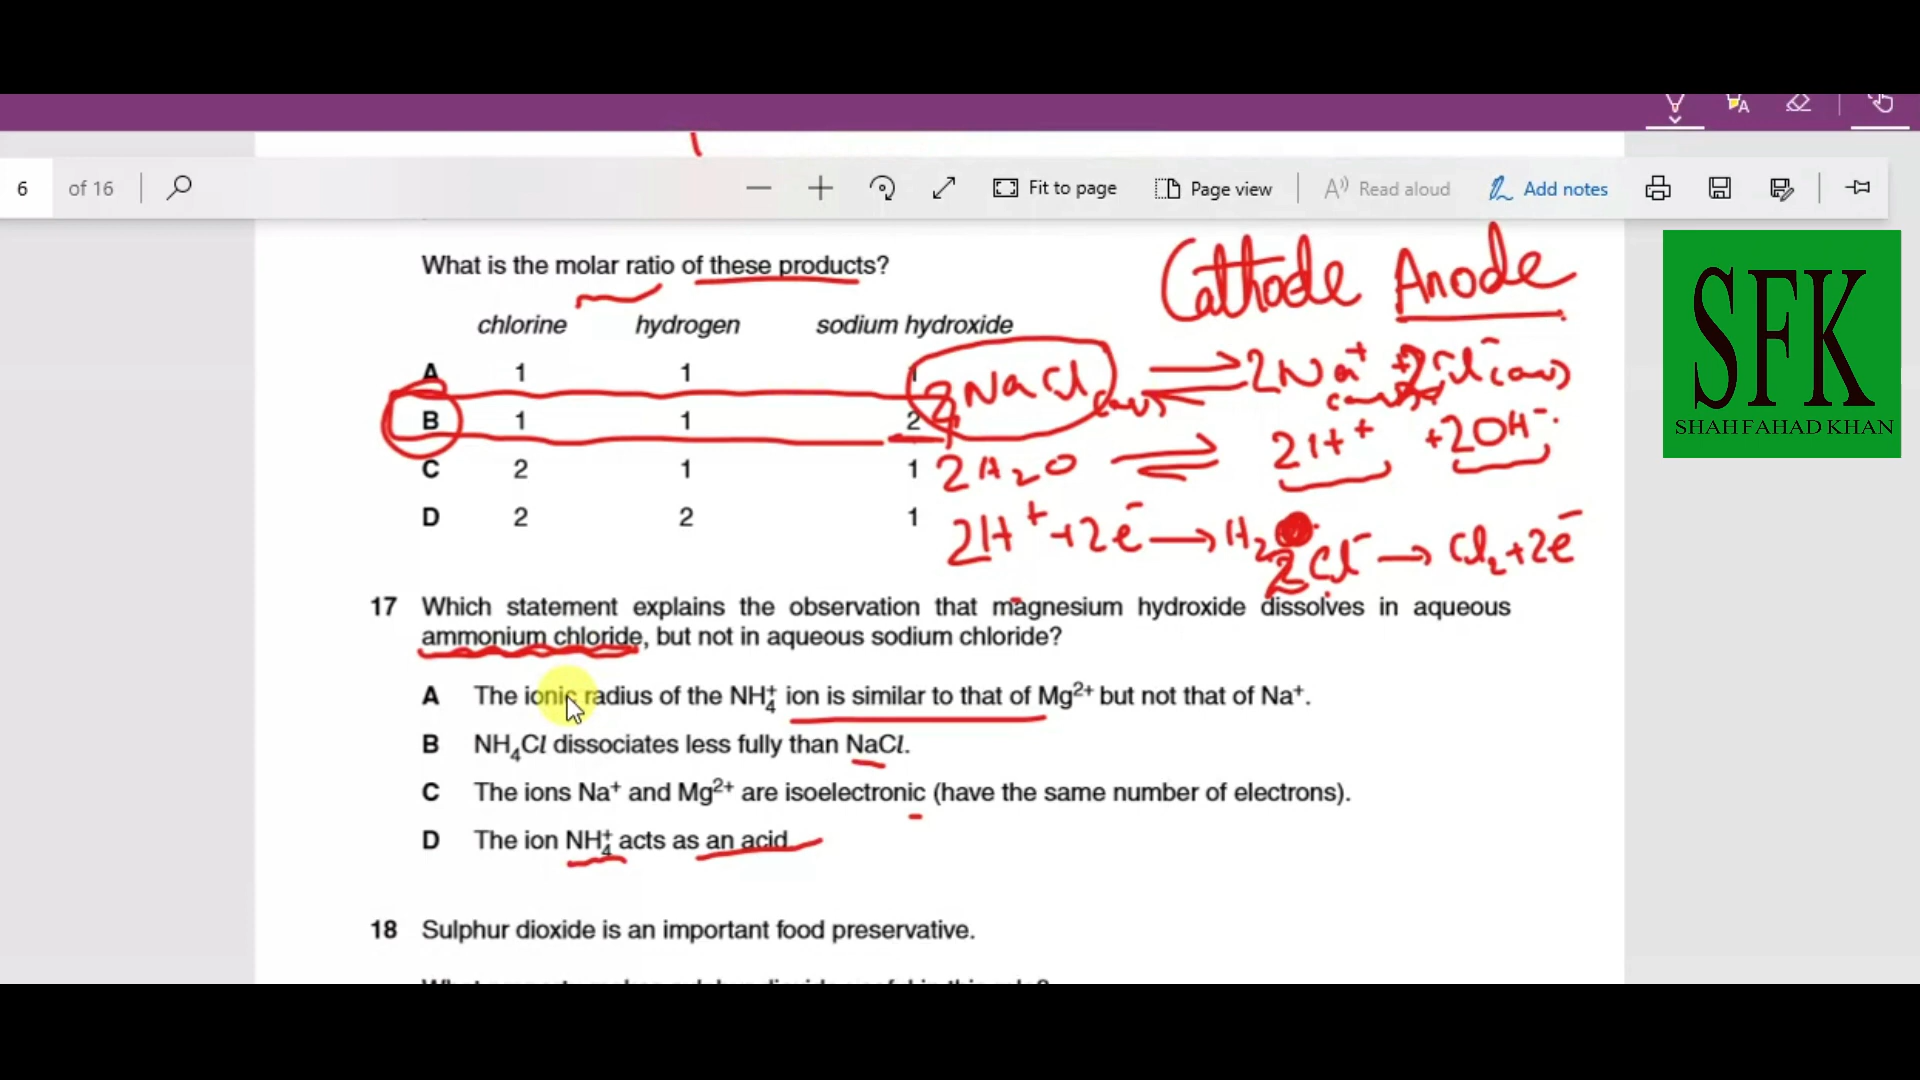 6 of 16 Fit to page Page view Read aloud Add notes
What is the molar ratio of these products?
Cathode Anode
chlorine hydrogen sodium hydroxide
A 1 1 1
2NaCl(aq) ⇌ 2Na⁺ + 2Cl⁻(aq)
B 1 1 2
2H₂O ⇌ 2H⁺ + 2OH⁻
C 2 1 1
D 2 2 1
2H⁺ + 2e⁻ → H₂ 2Cl⁻ → Cl₂ + 2e⁻
17 Which statement explains the observation that magnesium hydroxide dissolves in aqueous
ammonium chloride, but not in aqueous sodium chloride?
A The ionic radius of the NH₄⁺ ion is similar to that of Mg²⁺ but not that of Na⁺.
B NH₄Cl dissociates less fully than NaCl.
C The ions Na⁺ and Mg²⁺ are isoelectronic (have the same number of electrons).
D The ion NH₄⁺ acts as an acid
18 Sulphur dioxide is an important food preservative.
SFK
SHAH FAHAD KHAN